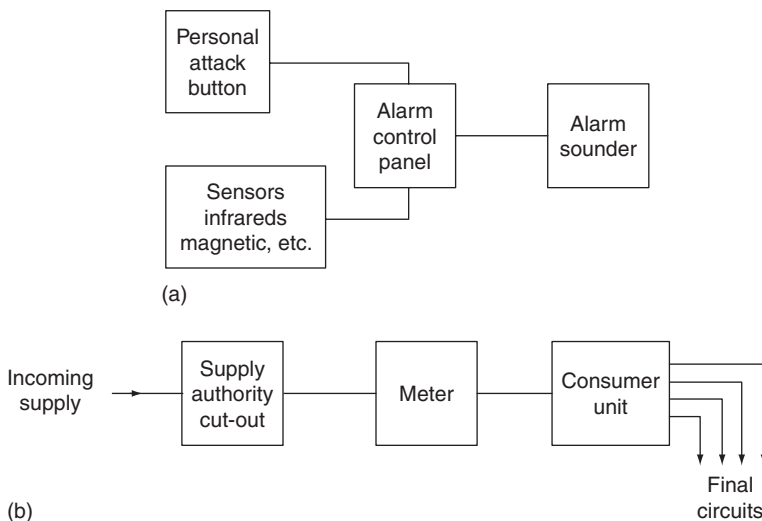 Personal
attack
button
Alarm
control
panel
Alarm
sounder
Sensors
infrareds
magnetic, etc.
(a)
Incoming
supply
Supply
authority
cut-out
Meter
Consumer
unit
Final
circuits
(b)